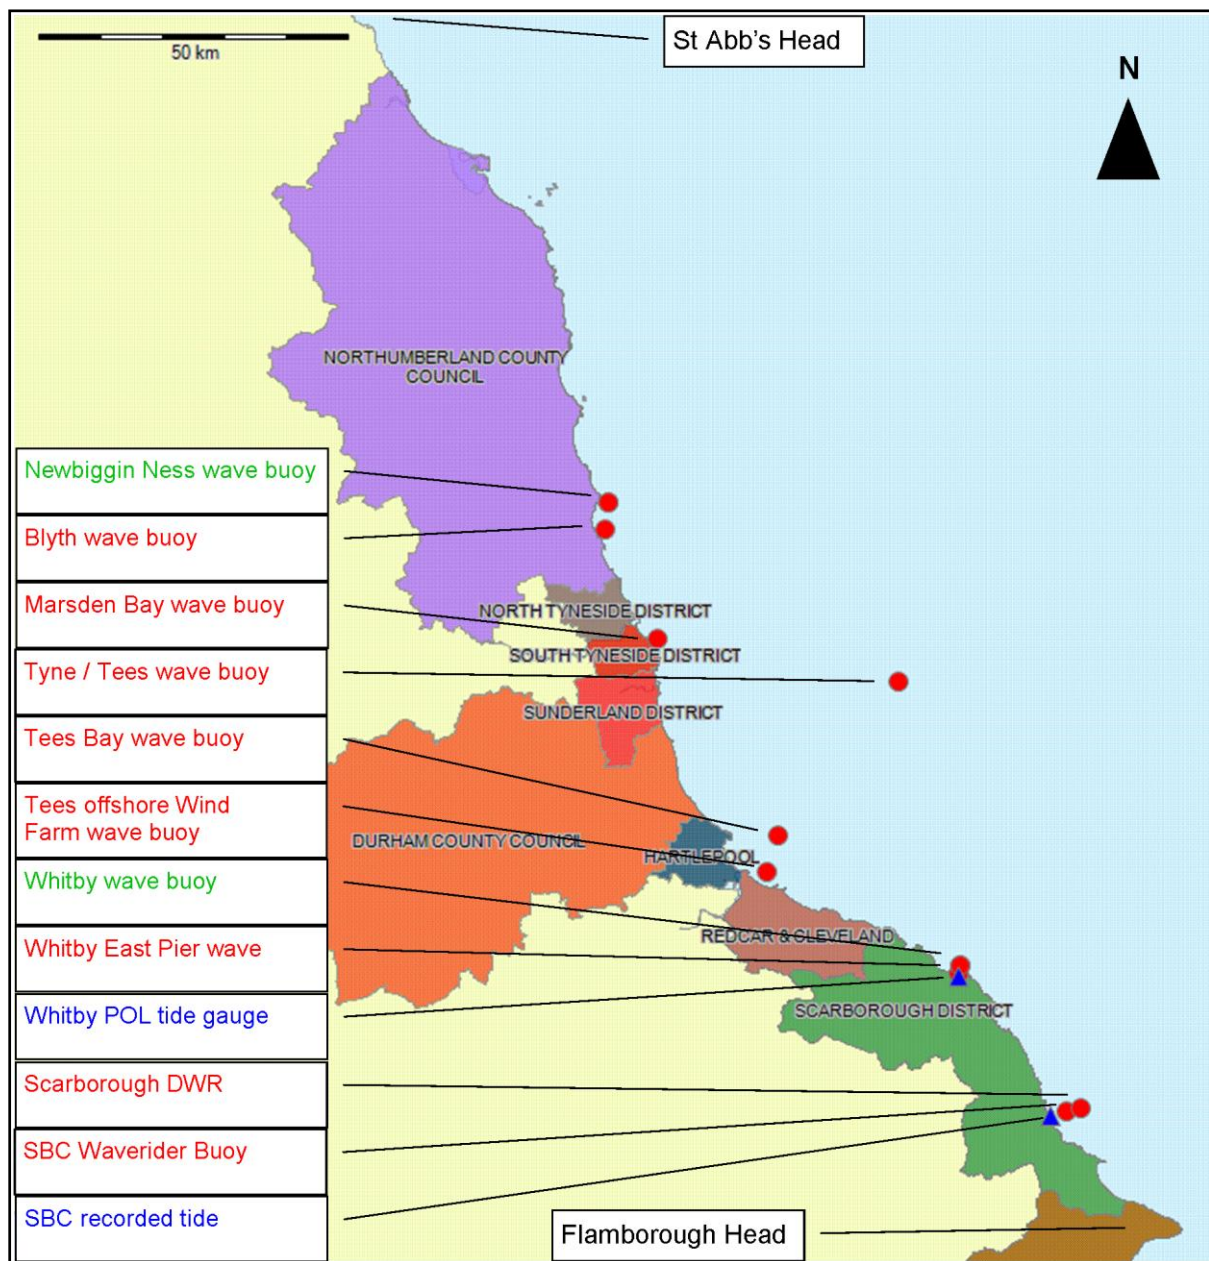 St Abb's Head
50 km
N
NORTHUMBERLAND COUNTY
COUNCIL
Newbiggin Ness wave buoy
Blyth wave buoy
Marsden Bay wave buoy
NORTH TYNESIDE DISTRICT
SOUTH TYNESIDE DISTRICT
Tyne / Tees wave buoy
SUNDERLAND DISTRICT
Tees Bay wave buoy
Tees offshore Wind
Farm wave buoy
DURHAM COUNTY COUNCIL
HARTLEPOOL
Whitby wave buoy
REDCAR & CLEVELAND
Whitby East Pier wave
Whitby POL tide gauge
SCARBOROUGH DISTRICT
Scarborough DWR
SBC Waverider Buoy
SBC recorded tide
Flamborough Head